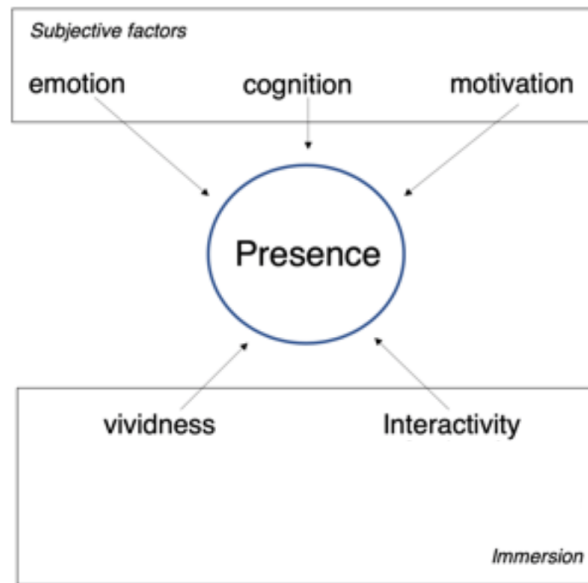 Subjective factors
emotion cognition motivation
Presence
vividness Interactivity
Immersion